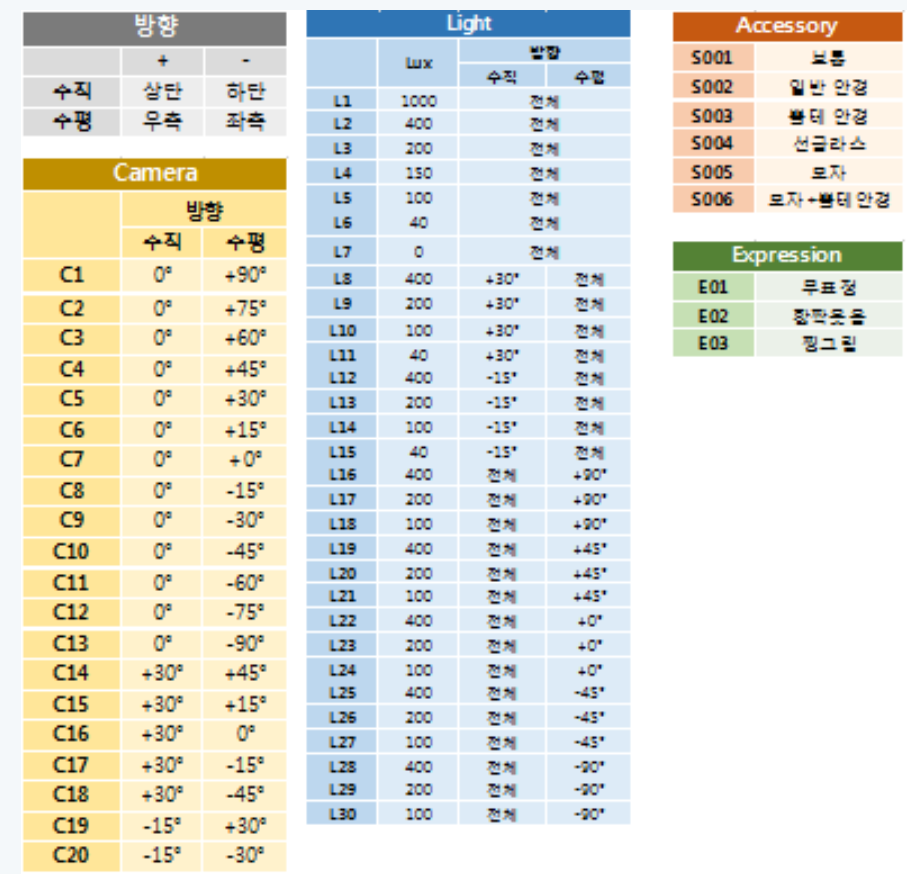 방향
+ -
수직 상단 하단
수평 우측 좌측
Camera
방향
수직 수평
C1 0° +90°
C2 0° +75°
C3 0° +60°
C4 0° +45°
C5 0° +30°
C6 0° +15°
C7 0° +0°
C8 0° -15°
C9 0° -30°
C10 0° -45°
C11 0° -60°
C12 0° -75°
C13 0° -90°
C14 +30° +45°
C15 +30° +15°
C16 +30° 0°
C17 +30° -15°
C18 +30° -45°
C19 -15° +30°
C20 -15° -30°
Light
Lux 방향
수직 수평
L1 1000 전체
L2 400 전체
L3 200 전체
L4 150 전체
L5 100 전체
L6 40 전체
L7 0 전체
L8 400 +30° 전체
L9 200 +30° 전체
L10 100 +30° 전체
L11 40 +30° 전체
L12 400 -15° 전체
L13 200 -15° 전체
L14 100 -15° 전체
L15 40 -15° 전체
L16 400 전체 +90°
L17 200 전체 +90°
L18 100 전체 +90°
L19 400 전체 +45°
L20 200 전체 +45°
L21 100 전체 +45°
L22 400 전체 +0°
L23 200 전체 +0°
L24 100 전체 +0°
L25 400 전체 -45°
L26 200 전체 -45°
L27 100 전체 -45°
L28 400 전체 -90°
L29 200 전체 -90°
L30 100 전체 -90°
Accessory
S001 보통
S002 일반 안경
S003 뿔테 안경
S004 선글라스
S005 모자
S006 모자+뿔테안경
Expression
E01 무표정
E02 활짝웃음
E03 찡그림